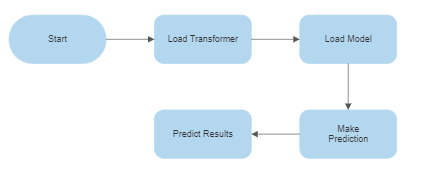 Start
Load Transformer
Load Model
Make
Prediction
Predict Results